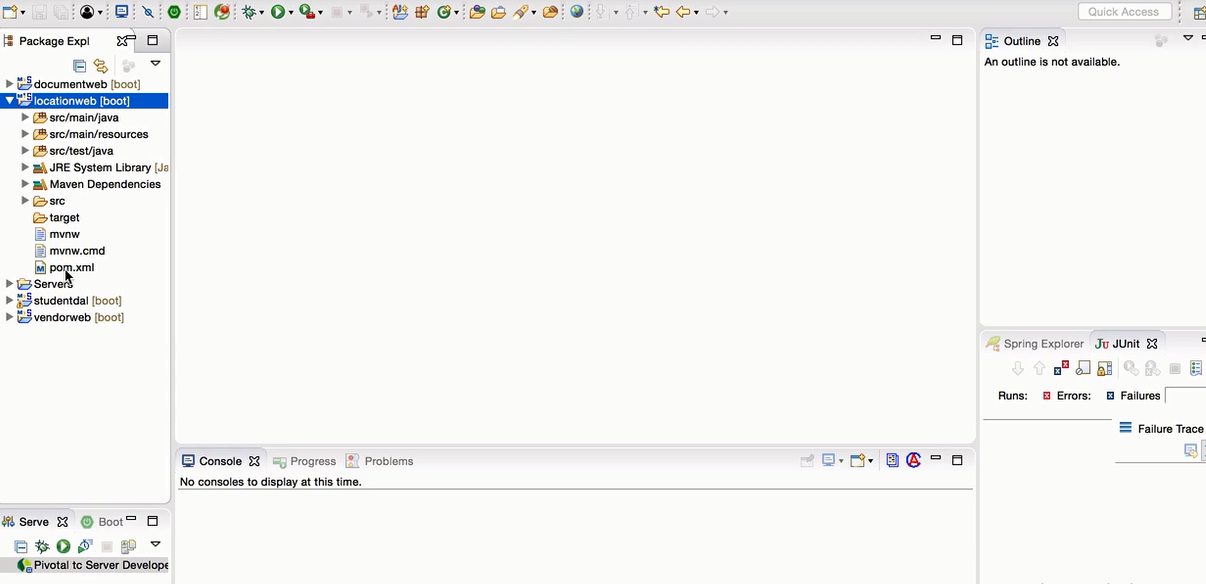 Quick Access
Package Expl
documentweb [boot]
locationweb [boot]
src/main/java
src/main/resources
src/test/java
JRE System Library [Ja
Maven Dependencies
src
target
mvnw
mvnw.cmd
pom.xml
Servers
studentdal [boot]
vendorweb [boot]
Outline
An outline is not available.
Spring Explorer
JUnit
Runs:
Errors:
Failures
Failure Trace
Console
Progress
Problems
No consoles to display at this time.
Serve
Boot
Pivotal tc Server Develope